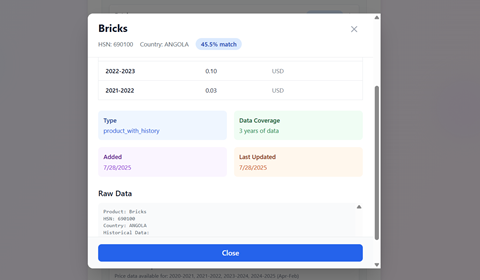 Bricks
HSN: 690100 Country: ANGOLA 45.5% match
2022-2023 0.10 USD
2021-2022 0.03 USD
Type
product_with_history
Data Coverage
3 years of data
Added
7/28/2025
Last Updated
7/28/2025
Raw Data
Product: Bricks
HSN: 690100
Country: ANGOLA
Historical Data:
Close
Price data available for: 2020-2021, 2021-2022, 2023-2024, 2024-2025 (Apr-Feb)